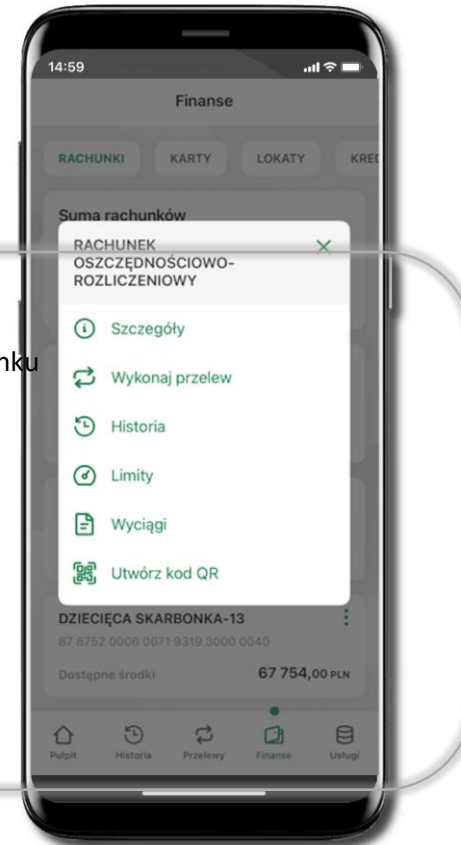 14:59
Finanse
RACHUNKI KARTY LOKATY KRED
Suma rachunków
RACHUNEK
OSZCZĘDNOŚCIOWO-
ROZLICZENIOWY
Szczegóły
nku
Wykonaj przelew
Historia
Limity
Wyciągi
Utwórz kod QR
DZIECIĘCA SKARBONKA-13
87 8752 0006 0071 9319 3000 0040
Dostępne środki 67 754,00 PLN
Pulpit Historia Przelewy Finanse Usługi